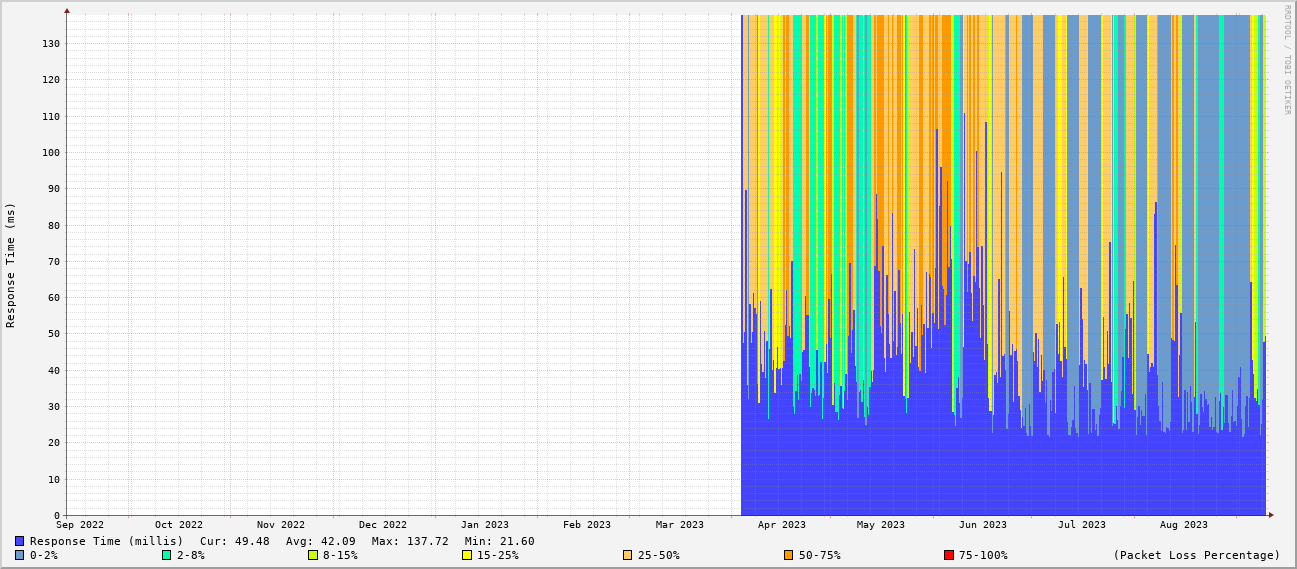 RRDTOOL / TOBI OETIKER
Response Time (ms)
130
120
110
100
90
80
70
60
50
40
30
20
10
0
Sep 2022 Oct 2022 Nov 2022 Dec 2022 Jan 2023 Feb 2023 Mar 2023 Apr 2023 May 2023 Jun 2023 Jul 2023 Aug 2023
Response Time (millis) Cur: 49.48 Avg: 42.09 Max: 137.72 Min: 21.60
0-2% 2-8% 8-15% 15-25% 25-50% 50-75% 75-100% (Packet Loss Percentage)